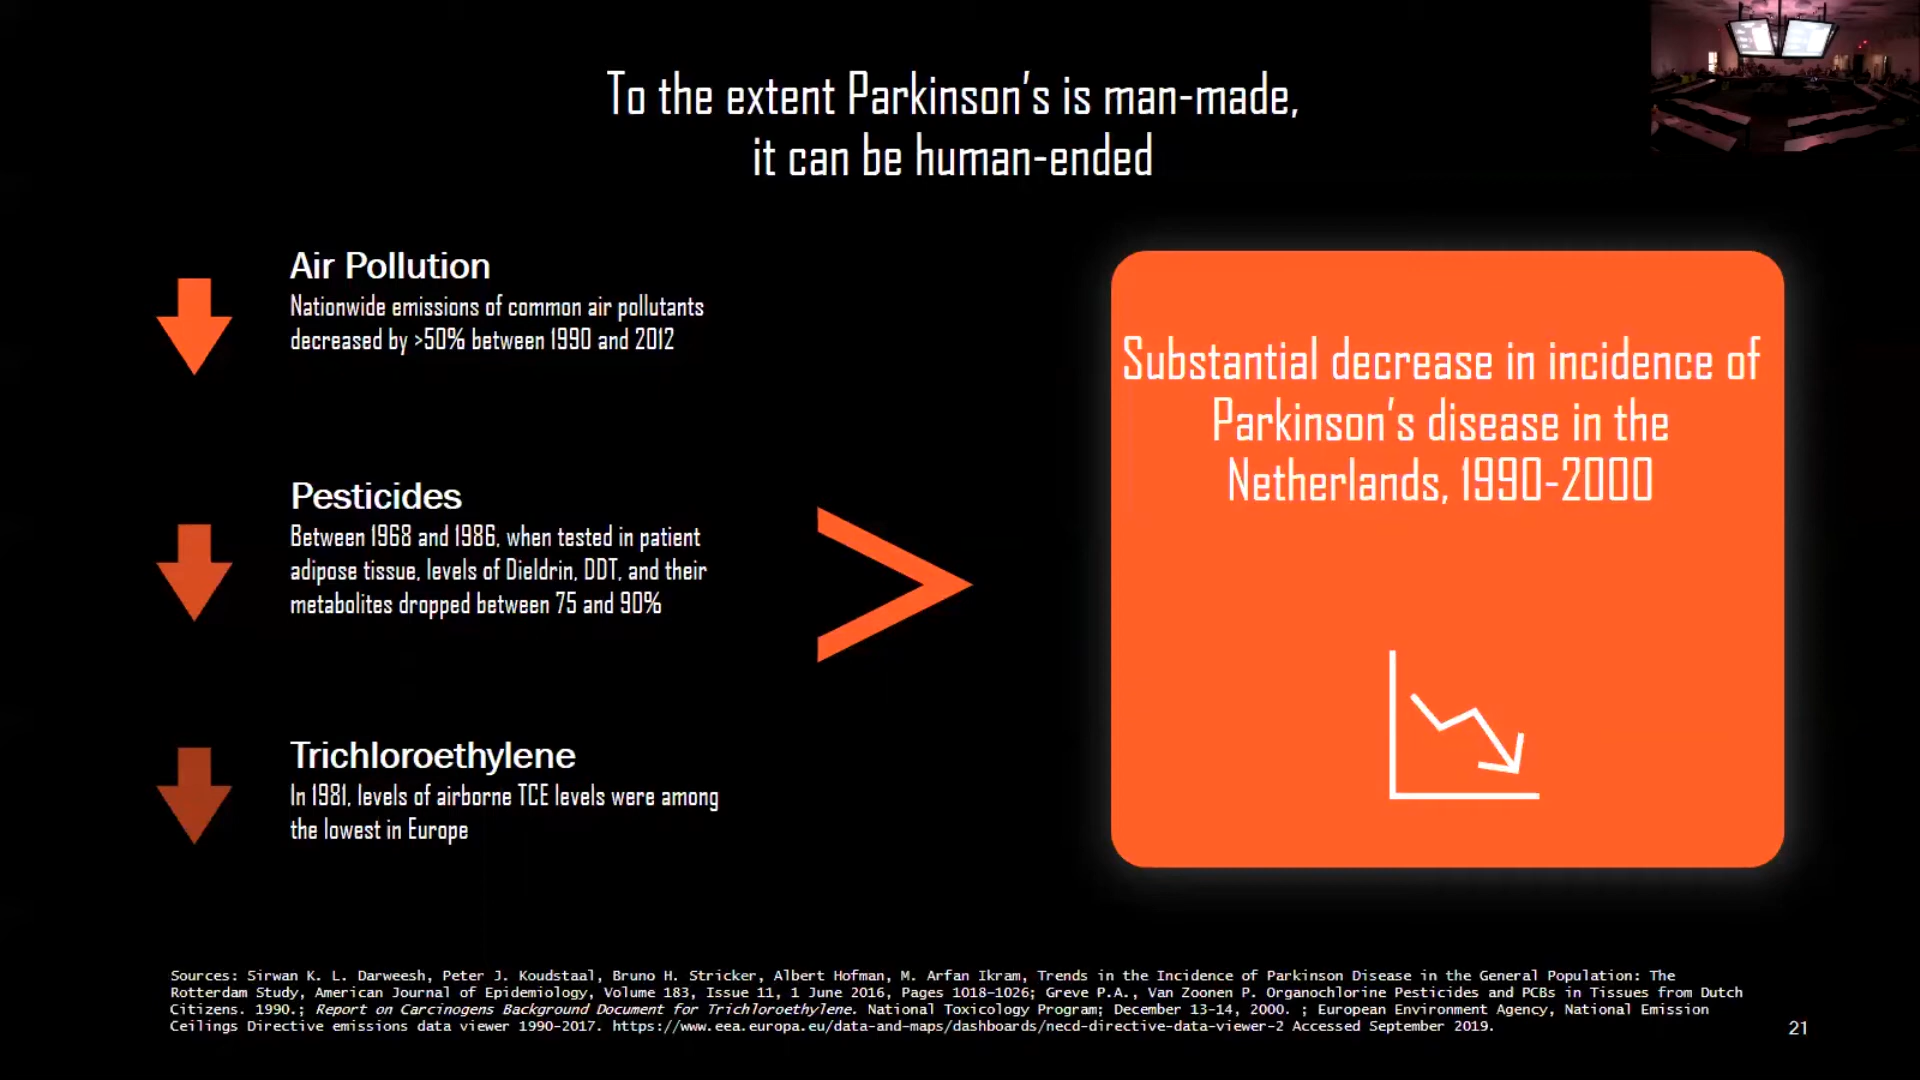 To the extent Parkinson's is man-made,
it can be human-ended
Air Pollution
Nationwide emissions of common air pollutants
decreased by >50% between 1990 and 2012
Pesticides
Between 1968 and 1986, when tested in patient
adipose tissue, levels of Dieldrin, DDT, and their
metabolites dropped between 75 and 90%
Trichloroethylene
In 1981, levels of airborne TCE levels were among
the lowest in Europe
Substantial decrease in incidence of
Parkinson's disease in the
Netherlands, 1990-2000
Sources: Sirwan K. L. Darweesh, Peter J. Koudstaal, Bruno H. Stricker, Albert Hofman, M. Arfan Ikram, Trends in the Incidence of Parkinson Disease in the General Population: The
Rotterdam Study, American Journal of Epidemiology, Volume 183, Issue 11, 1 June 2016, Pages 1018–1026; Greve P.A., Van Zoonen P. Organochlorine Pesticides and PCBs in Tissues from Dutch
Citizens. 1990.; Report on Carcinogens Background Document for Trichloroethylene. National Toxicology Program; December 13-14, 2000. ; European Environment Agency, National Emission
Ceilings Directive emissions data viewer 1990-2017. https://www.eea.europa.eu/data-and-maps/dashboards/necd-directive-data-viewer-2 Accessed September 2019.
21